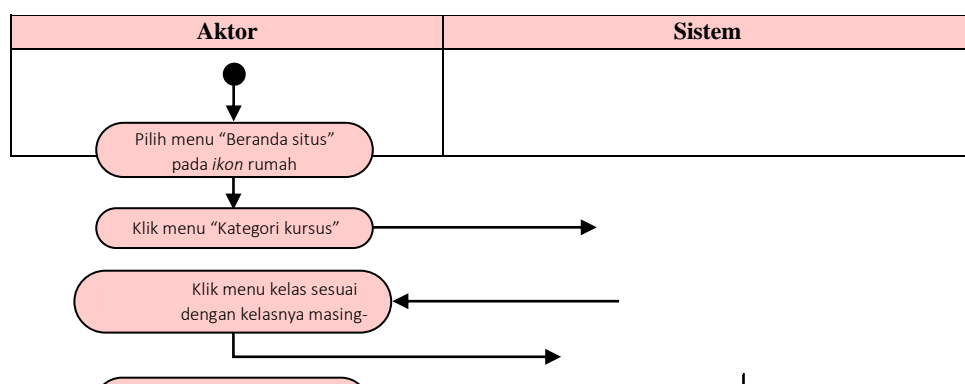 Aktor
Sistem
Pilih menu “Beranda situs”
pada ikon rumah
Klik menu “Kategori kursus”
Klik menu kelas sesuai
dengan kelasnya masing-